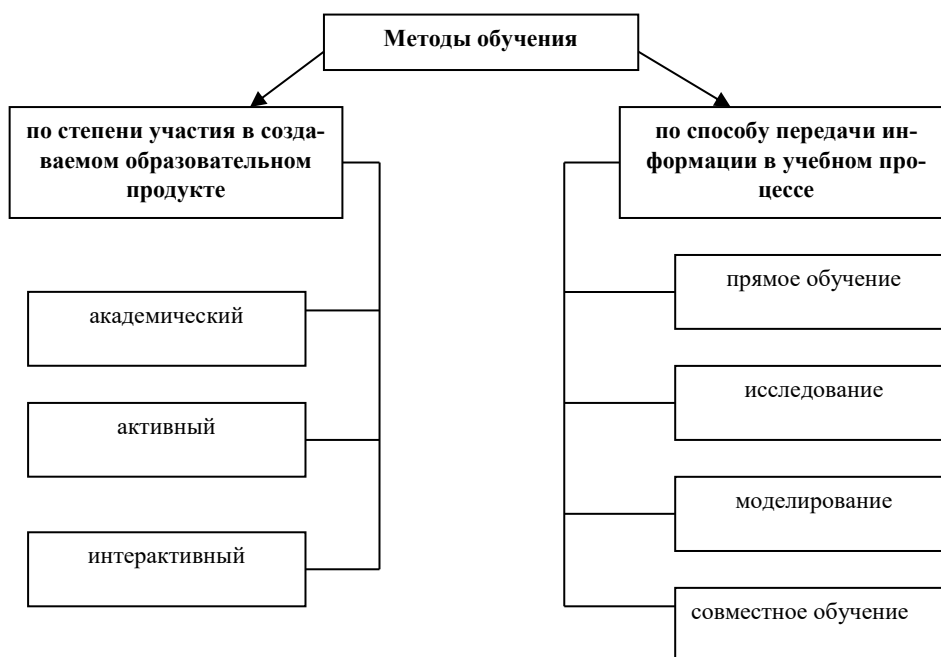 Методы обучения
по степени участия в созда-
ваемом образовательном
продукте
по способу передачи ин-
формации в учебном про-
цессе
академический
активный
интерактивный
прямое обучение
исследование
моделирование
совместное обучение